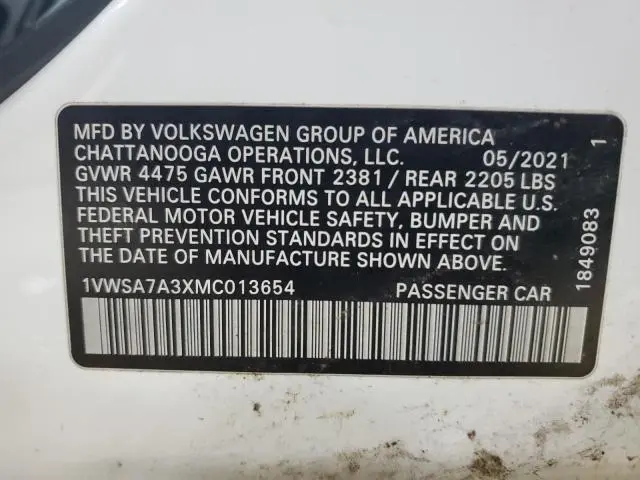 MFD BY VOLKSWAGEN GROUP OF AMERICA
CHATTANOOGA OPERATIONS, LLC. 05/2021
GVWR 4475 GAWR FRONT 2381 / REAR 2205 LBS
THIS VEHICLE CONFORMS TO ALL APPLICABLE U.S.
FEDERAL MOTOR VEHICLE SAFETY, BUMPER AND
THEFT PREVENTION STANDARDS IN EFFECT ON
THE DATE OF MANUFACTURE SHOWN ABOVE.
1VWSA7A3XMC013654 PASSENGER CAR
1849083 1